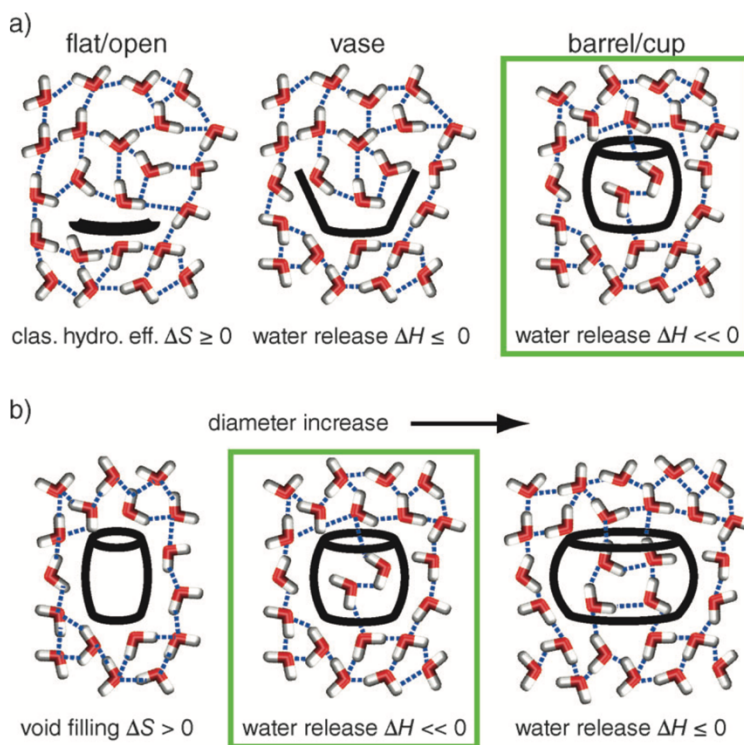 a)
flat/open
vase
barrel/cup
clas. hydro. eff. ΔS ≥ 0
water release ΔH ≤ 0
water release ΔH << 0
b)
diameter increase
void filling ΔS > 0
water release ΔH << 0
water release ΔH ≤ 0